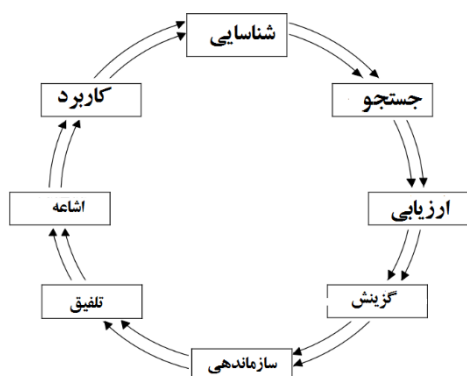 شناسایی
جستجو
ارزیابی
گزینش
سازماندهی
تلفیق
اشاعه
کاربرد